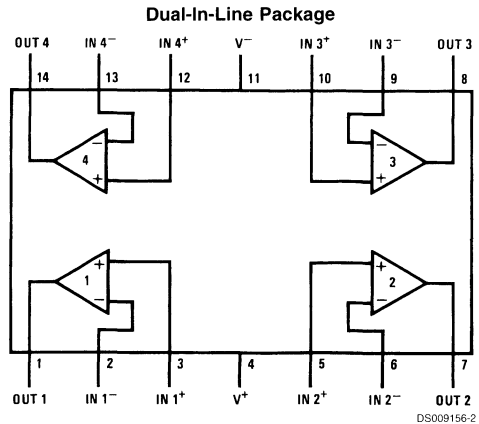 Dual-In-Line Package
OUT 4 IN 4− IN 4+ V− IN 3+ IN 3− OUT 3
14 13 12 11 10 9 8
− −
4 3
+ +
+ +
1 2
− −
1 2 3 4 5 6 7
OUT 1 IN 1− IN 1+ V+ IN 2+ IN 2− OUT 2
DS009156-2